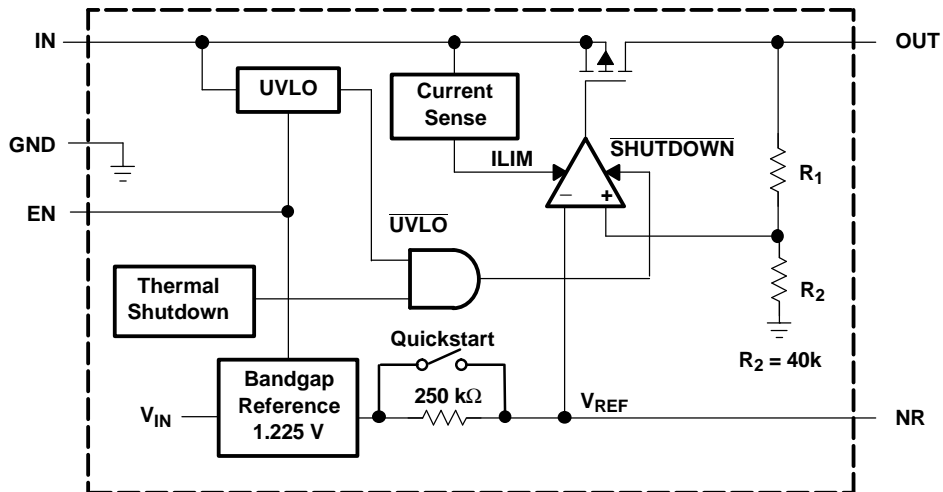 IN
OUT
UVLO
Current
Sense
GND
ILIM
SHUTDOWN
R1
EN
UVLO
− +
Thermal
Shutdown
R2
Quickstart
R2 = 40k
Bandgap
Reference
1.225 V
250 kΩ
VIN
VREF
NR